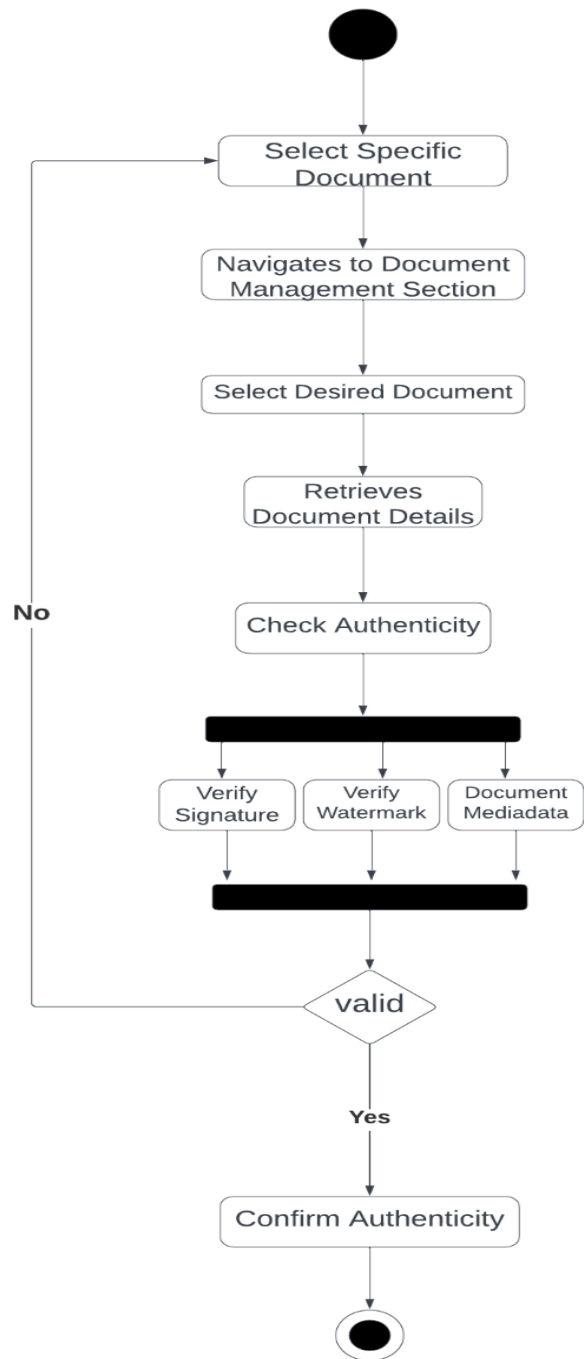 Select Specific
Document
Navigates to Document
Management Section
Select Desired Document
Retrieves
Document Details
No
Check Authenticity
Verify
Signature
Verify
Watermark
Document
Mediadata
valid
Yes
Confirm Authenticity